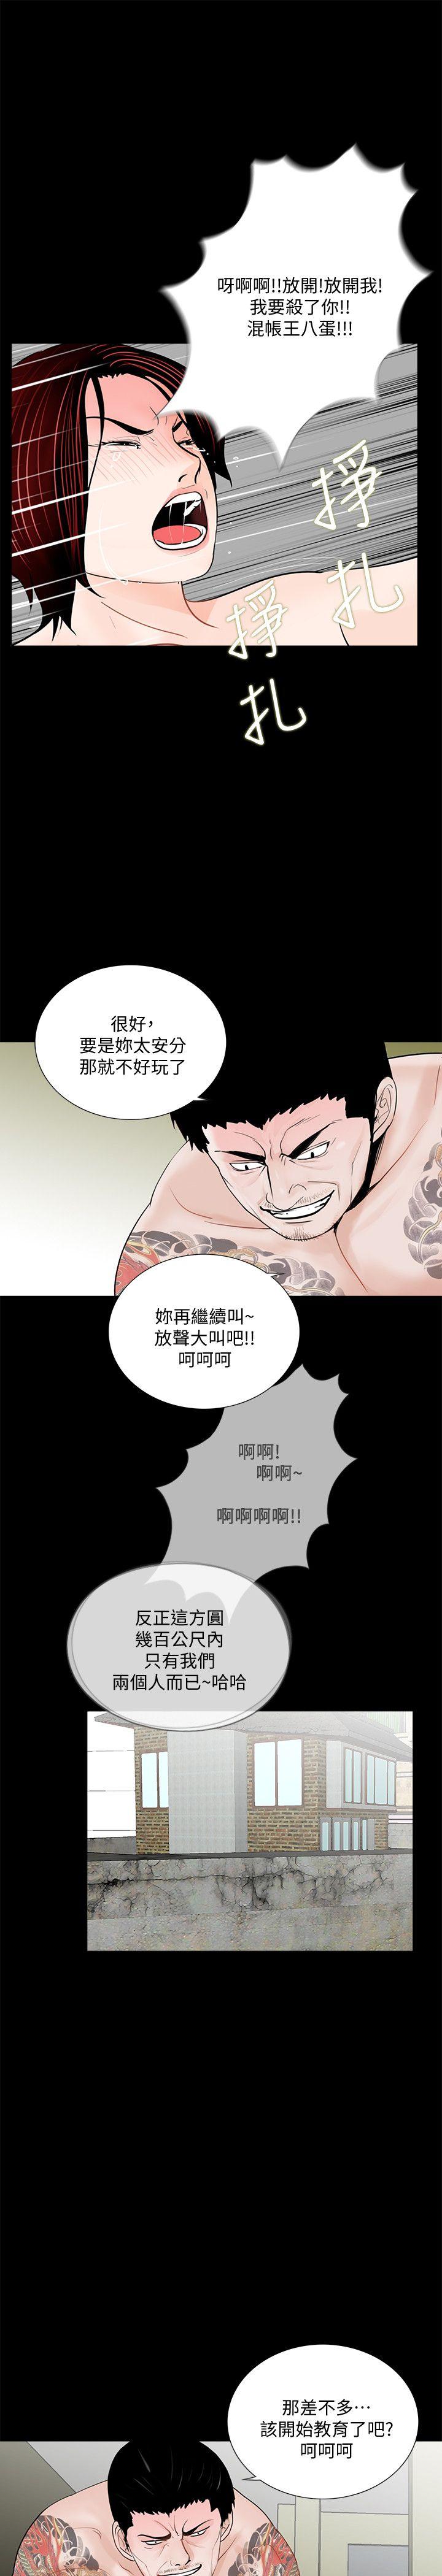 呀啊啊!!放開!放開我!
我要殺了你!!
混帳王八蛋!!!
掙扎
掙扎
很好，
要是妳太安分
那就不好玩了
妳再繼續叫~
放聲大叫吧!!
呵呵呵
啊啊!
啊啊~
啊啊啊啊!!
反正這方圓
幾百公尺內
只有我們
兩個人而已~哈哈
那差不多⋯
該開始教育了吧?
呵呵呵